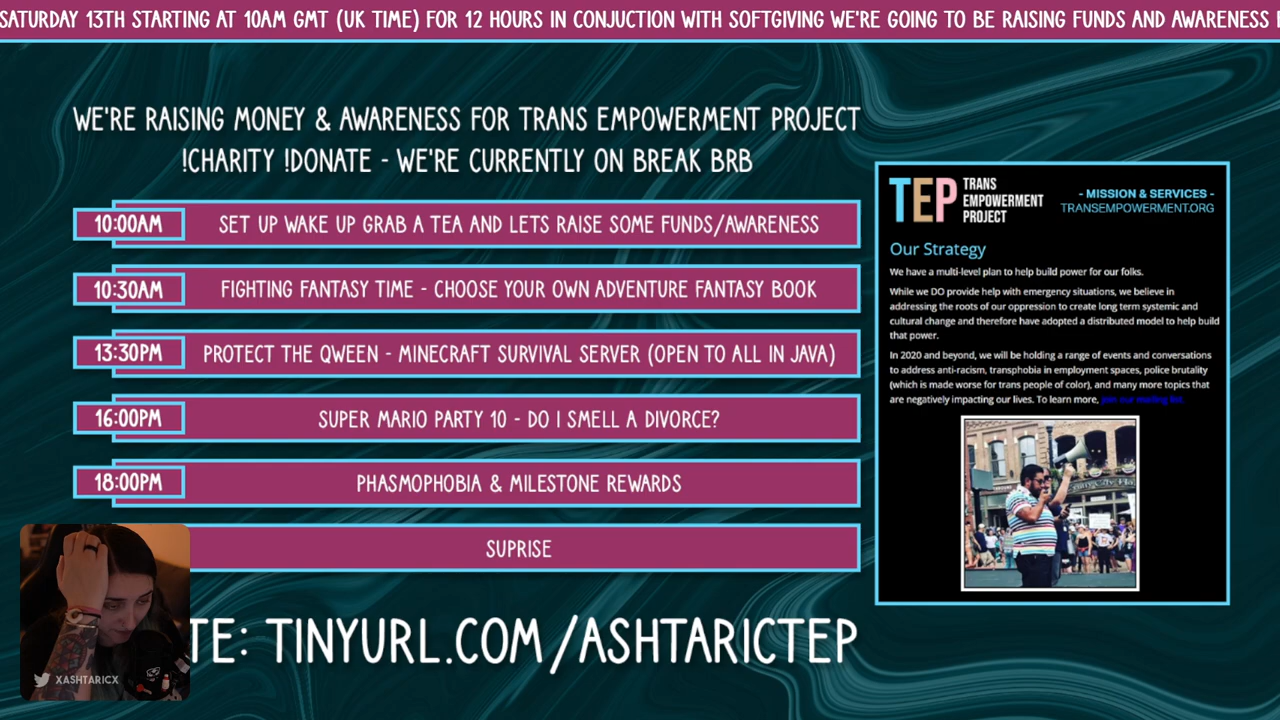 SATURDAY 13TH STARTING AT 10AM GMT (UK TIME) FOR 12 HOURS IN CONJUCTION WITH SOFTGIVING WE'RE GOING TO BE RAISING FUNDS AND AWARENESS
WE'RE RAISING MONEY & AWARENESS FOR TRANS EMPOWERMENT PROJECT
!CHARITY !DONATE - WE'RE CURRENTLY ON BREAK BRB
10:00AM SET UP WAKE UP GRAB A TEA AND LETS RAISE SOME FUNDS/AWARENESS
10:30AM FIGHTING FANTASY TIME - CHOOSE YOUR OWN ADVENTURE FANTASY BOOK
13:30PM PROTECT THE QWEEN - MINECRAFT SURVIVAL SERVER (OPEN TO ALL IN JAVA)
16:00PM SUPER MARIO PARTY 10 - DO I SMELL A DIVORCE?
18:00PM PHASMOPHOBIA & MILESTONE REWARDS
SUPRISE
TE: TINYURL.COM/ASHTARICTEP
XASHTARICX
TEP TRANS
EMPOWERMENT
PROJECT
- MISSION & SERVICES -
TRANSEMPOWERMENT.ORG
Our Strategy
We have a multi-level plan to help build power for our folks.
While we DO provide help with emergency situations, we believe in
addressing the roots of our oppression to create long term systemic and
cultural change and therefore have adopted a distributed model to help build
that power.
In 2020 and beyond, we will be holding a range of events and conversations
to address anti-racism, transphobia in employment spaces, police brutality
(which is made worse for trans people of color), and many more topics that
are negatively impacting our lives. To learn more, join our mailing list